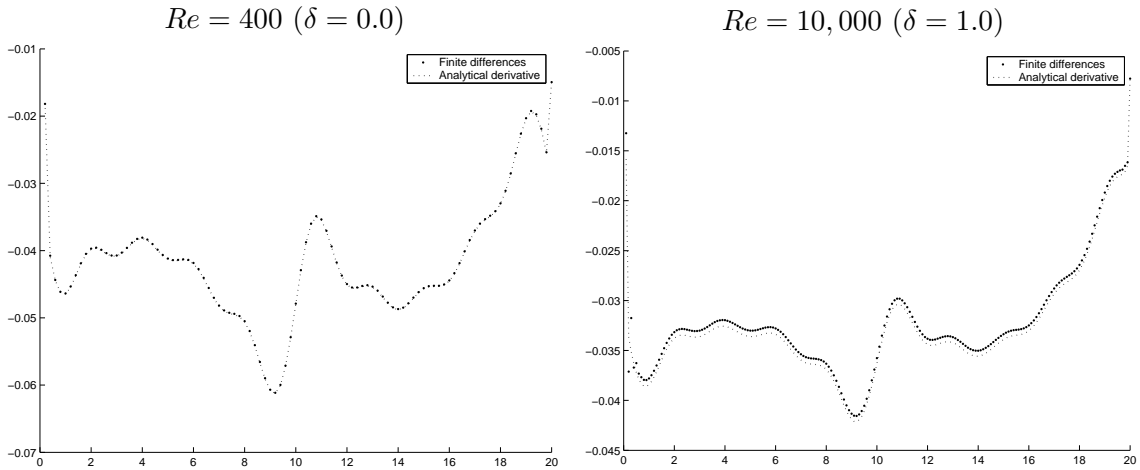 Re = 400 (δ = 0.0)
−0.01
−0.02
−0.03
−0.04
−0.05
−0.06
−0.07
0 2 4 6 8 10 12 14 16 18 20
Finite differences
Analytical derivative
Re = 10,000 (δ = 1.0)
−0.005
−0.01
−0.015
−0.02
−0.025
−0.03
−0.035
−0.04
−0.045
0 2 4 6 8 10 12 14 16 18 20
Finite differences
Analytical derivative